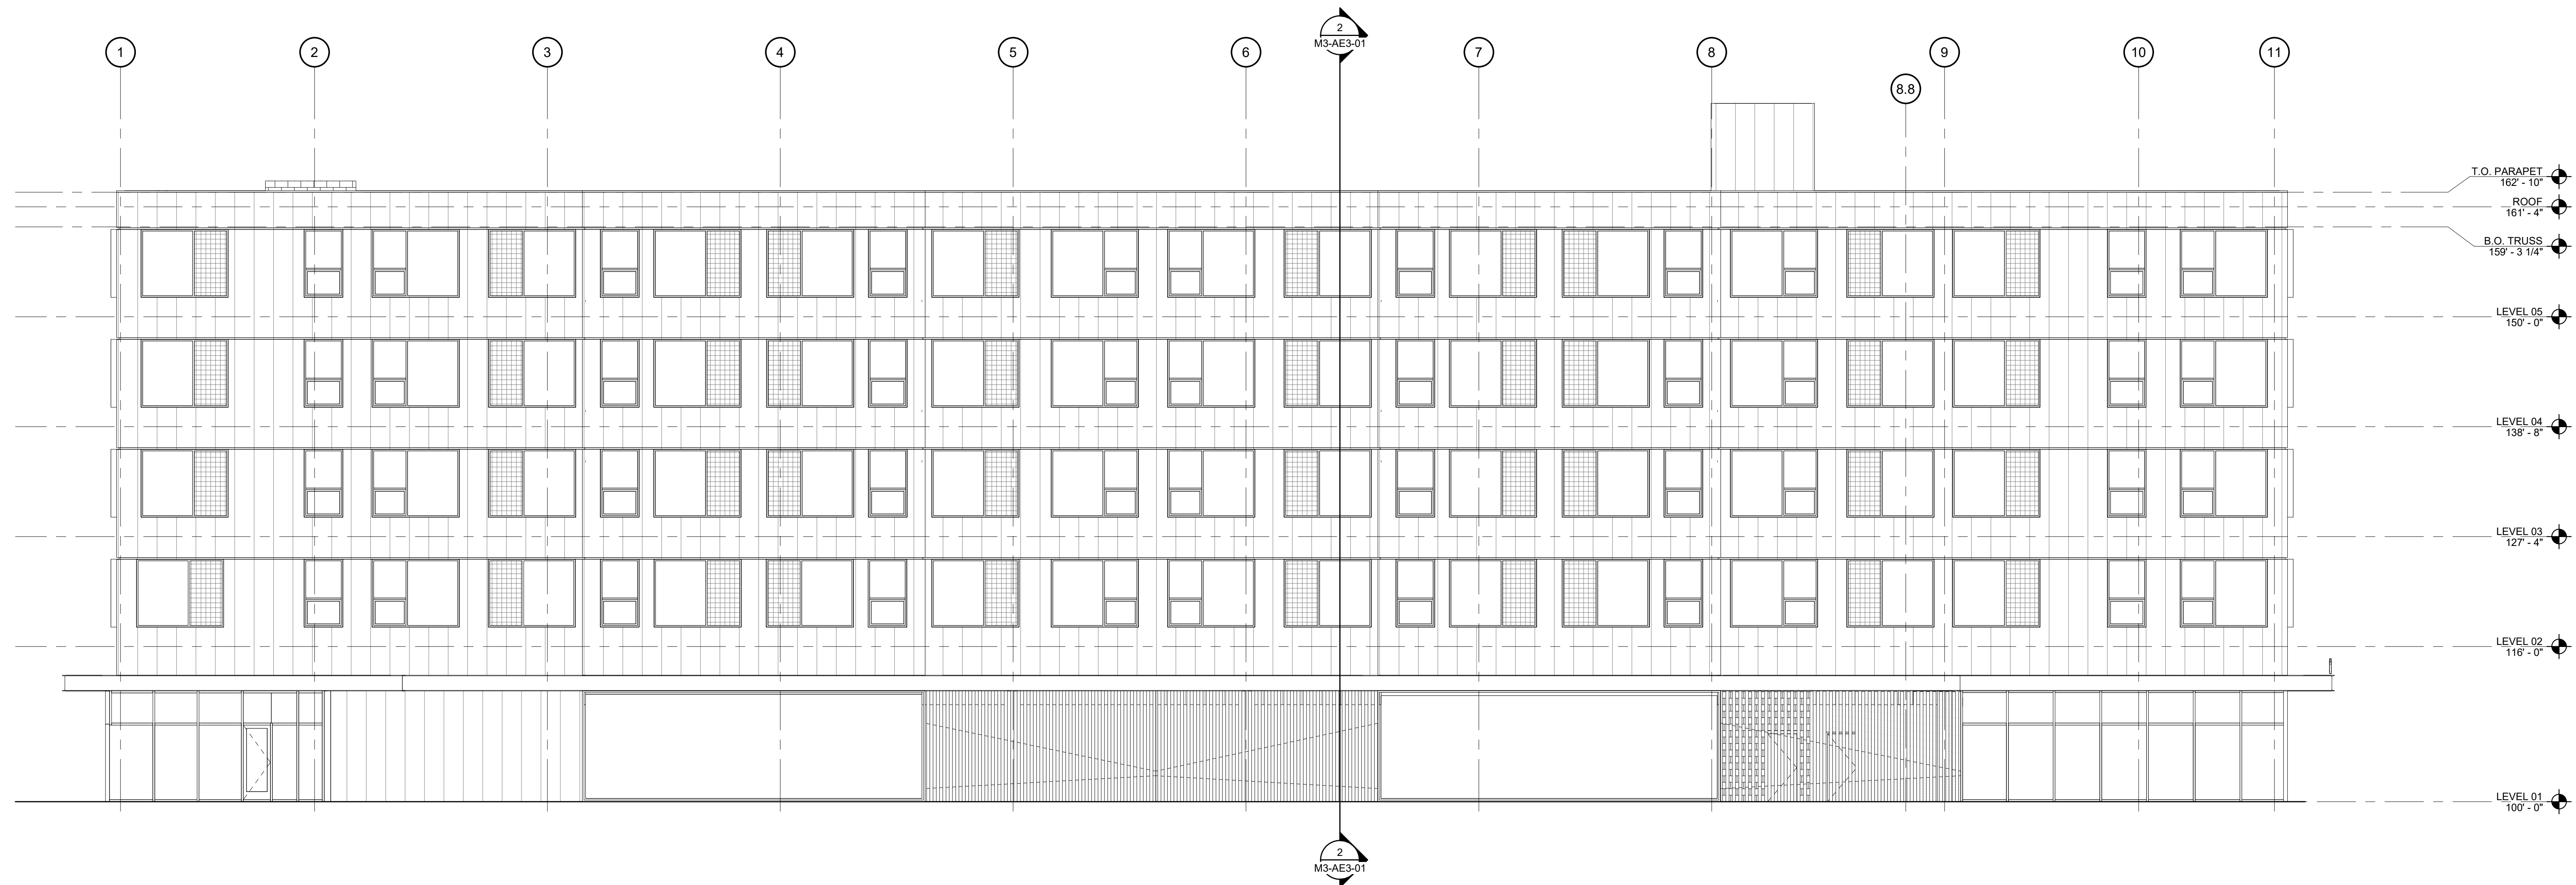 2
M3-AE3-01
1
2
3
4
5
6
7
8
8.8
9
10
11
T.O. PARAPET
162' - 10"
ROOF
161' - 4"
B.O. TRUSS
159' - 3 1/4"
LEVEL 05
150' - 0"
LEVEL 04
138' - 8"
LEVEL 03
127' - 4"
LEVEL 02
116' - 0"
LEVEL 01
100' - 0"
2
M3-AE3-01